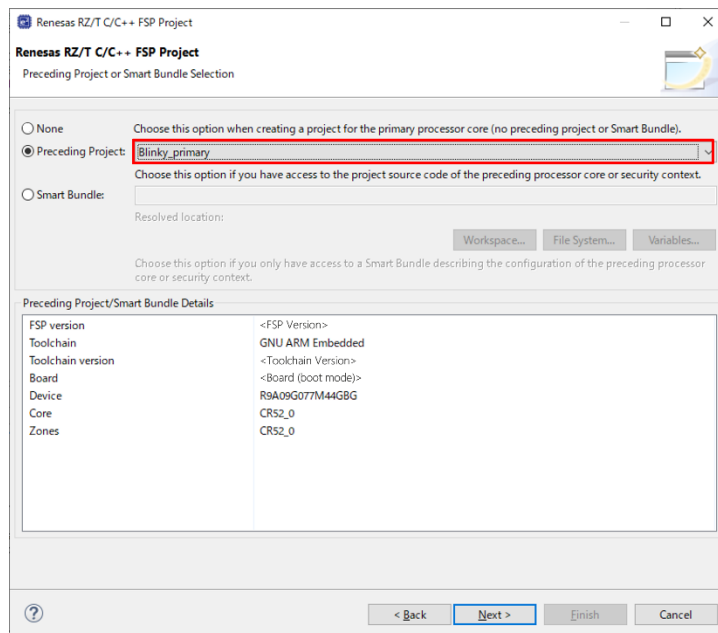 Renesas RZ/T C/C++ FSP Project
Renesas RZ/T C/C++ FSP Project
Preceding Project or Smart Bundle Selection
None Choose this option when creating a project for the primary processor core (no preceding project or Smart Bundle).
Preceding Project: Blinky_primary
Choose this option if you have access to the project source code of the preceding processor core or security context.
Smart Bundle:
Resolved location:
Workspace... File System... Variables...
Choose this option if you only have access to a Smart Bundle describing the configuration of the preceding processor
core or security context.
Preceding Project/Smart Bundle Details
FSP version <FSP Version>
Toolchain GNU ARM Embedded
Toolchain version <Toolchain Version>
Board <Board (boot mode)>
Device R9A09G077M44GBG
Core CR52_0
Zones CR52_0
? < Back Next > Finish Cancel